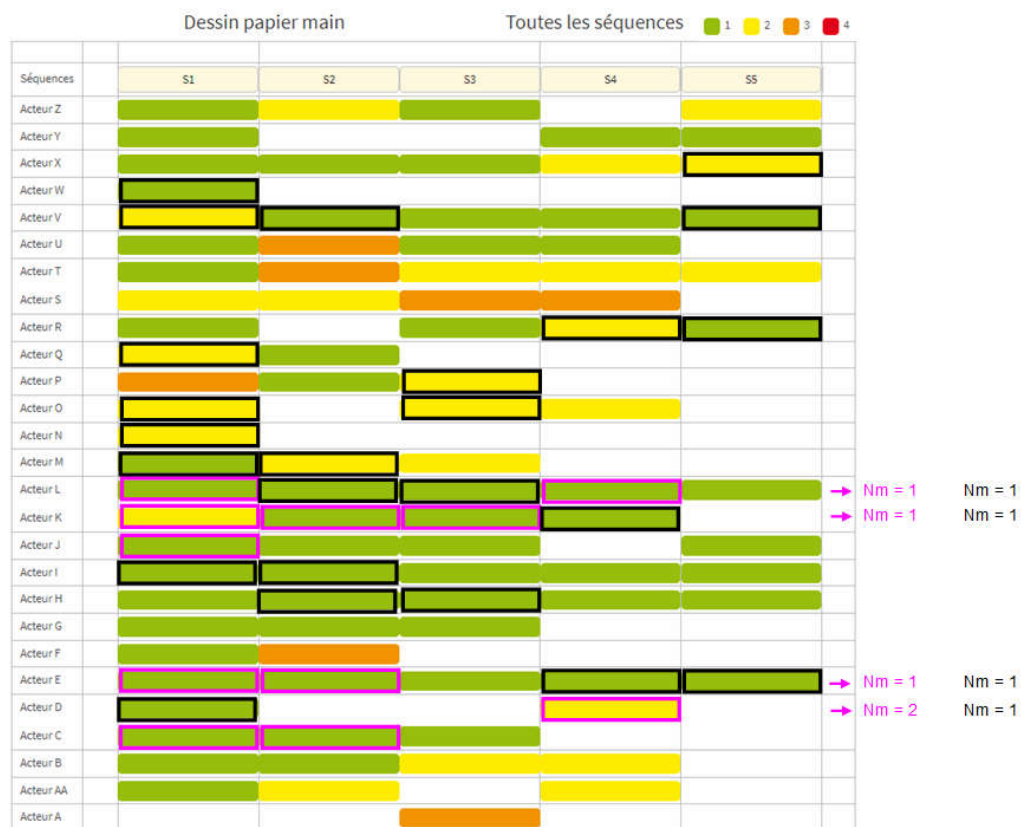 Dessin papier main Toutes les séquences 1 2 3 4
Séquences S1 S2 S3 S4 S5
Acteur Z
Acteur Y
Acteur X
Acteur W
Acteur V
Acteur U
Acteur T
Acteur S
Acteur R
Acteur Q
Acteur P
Acteur O
Acteur N
Acteur M
Acteur L Nm = 1 Nm = 1
Acteur K Nm = 1 Nm = 1
Acteur J
Acteur I
Acteur H
Acteur G
Acteur F
Acteur E Nm = 1 Nm = 1
Acteur D Nm = 2 Nm = 1
Acteur C
Acteur B
Acteur AA
Acteur A